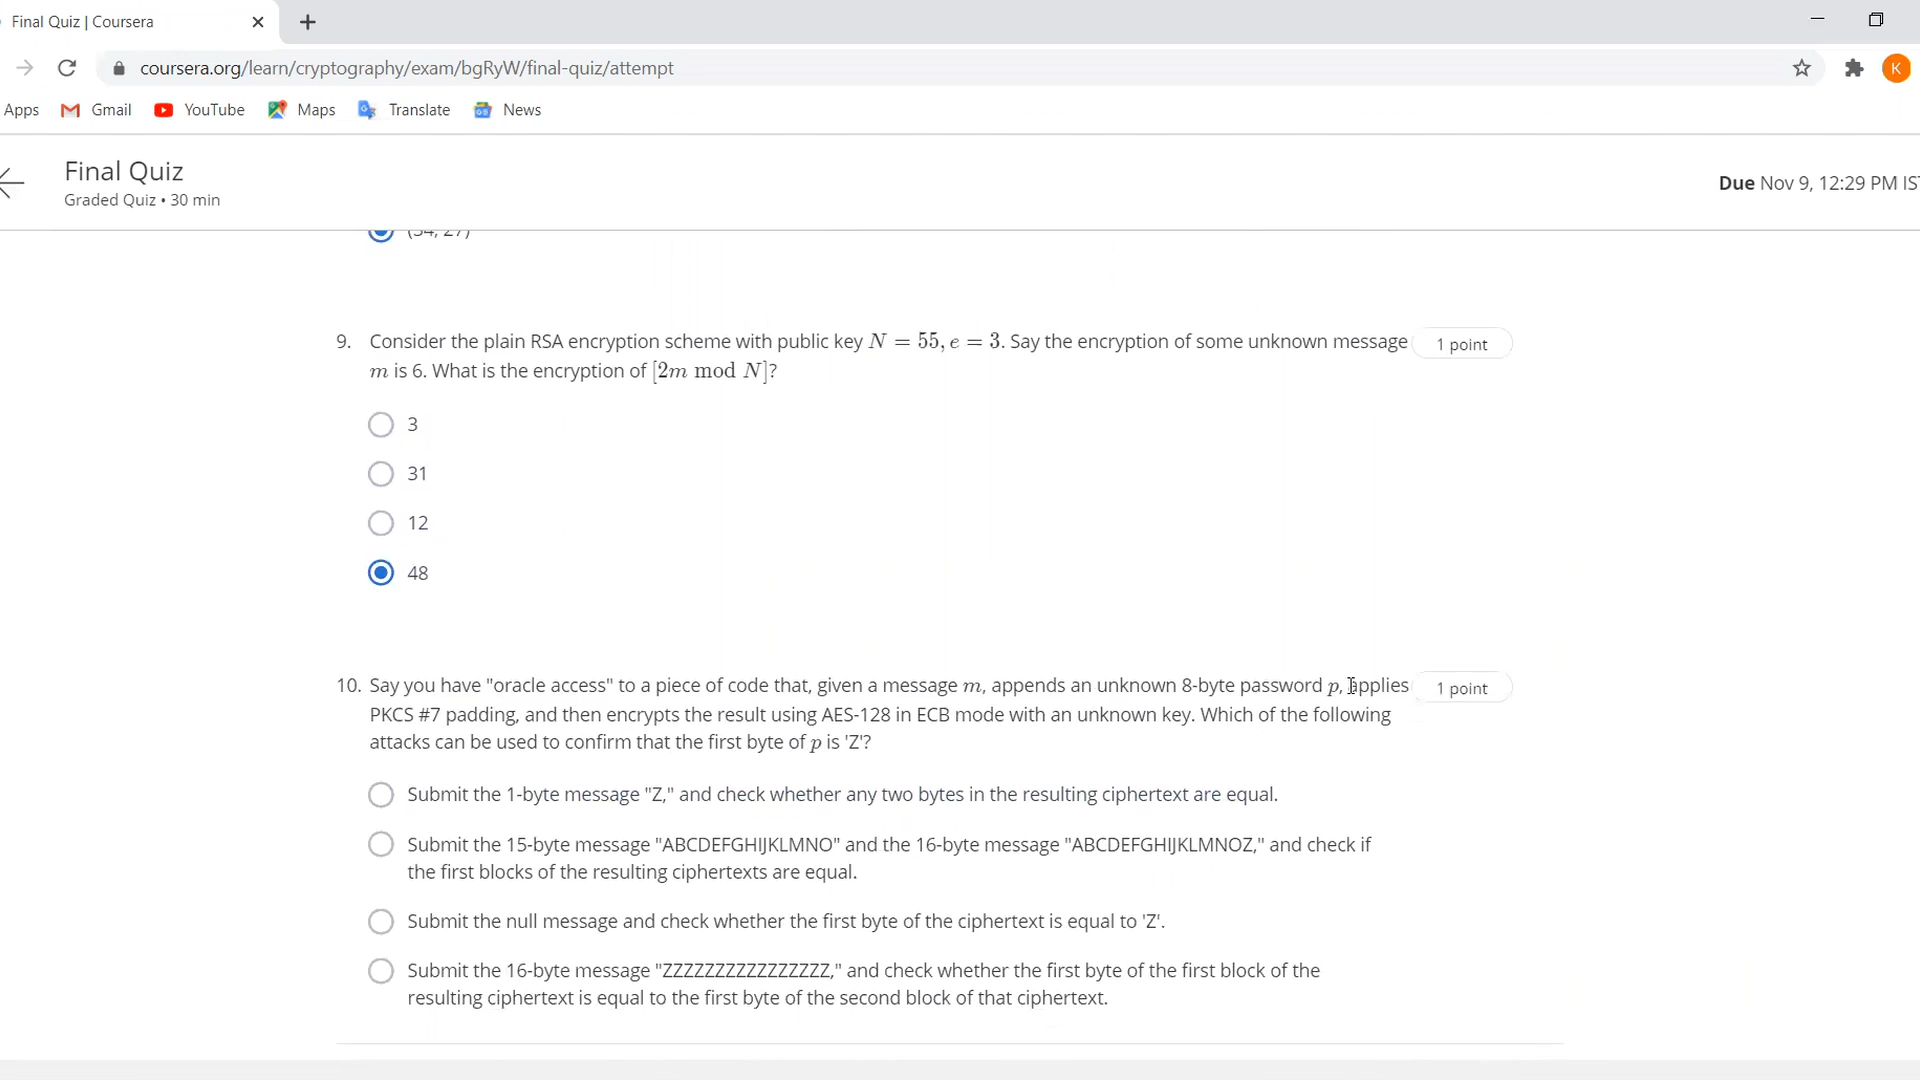 Final Quiz | Coursera
coursera.org/learn/cryptography/exam/bgRyW/final-quiz/attempt
K
Apps Gmail YouTube Maps Translate News
Final Quiz
Graded Quiz • 30 min
Due Nov 9, 12:29 PM IST
(34, 27)
9. Consider the plain RSA encryption scheme with public key N = 55, e = 3. Say the encryption of some unknown message 1 point
m is 6. What is the encryption of [2m mod N]?
3
31
12
48
10. Say you have "oracle access" to a piece of code that, given a message m, appends an unknown 8-byte password p, applies 1 point
PKCS #7 padding, and then encrypts the result using AES-128 in ECB mode with an unknown key. Which of the following
attacks can be used to confirm that the first byte of p is 'Z'?
Submit the 1-byte message "Z," and check whether any two bytes in the resulting ciphertext are equal.
Submit the 15-byte message "ABCDEFGHIJKLMNO" and the 16-byte message "ABCDEFGHIJKLMNOZ," and check if
the first blocks of the resulting ciphertexts are equal.
Submit the null message and check whether the first byte of the ciphertext is equal to 'Z'.
Submit the 16-byte message "ZZZZZZZZZZZZZZZZ," and check whether the first byte of the first block of the
resulting ciphertext is equal to the first byte of the second block of that ciphertext.